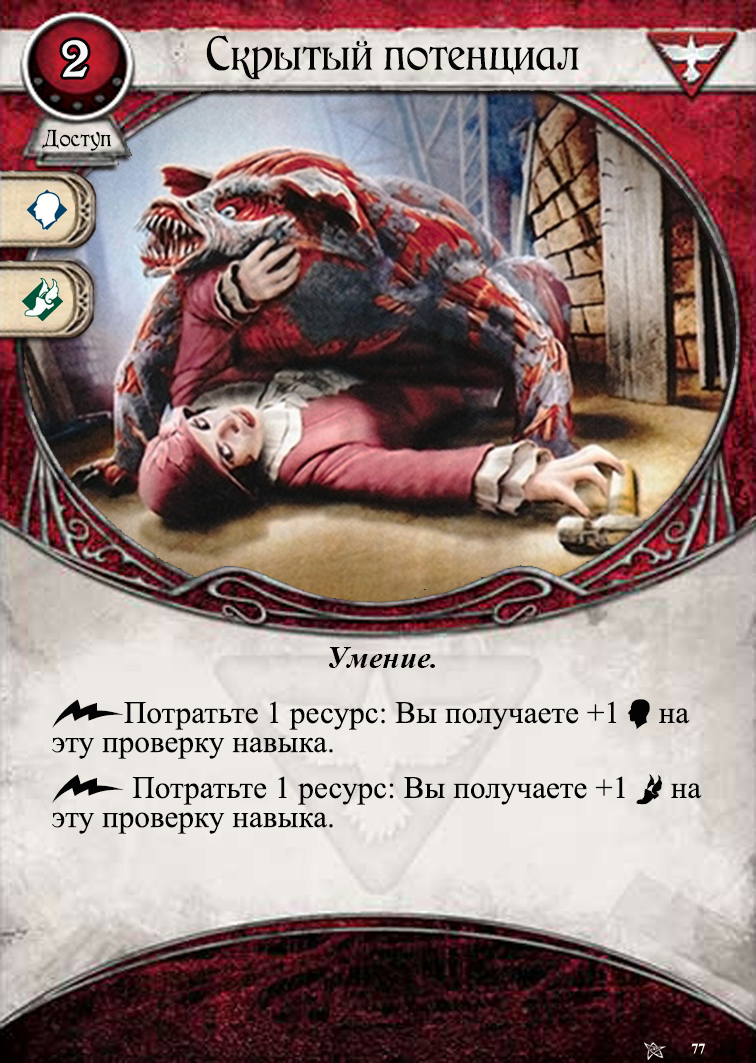 2
Скрытый потенциал
Доступ
Умение.
Потратьте 1 ресурс: Вы получаете +1 на
эту проверку навыка.
Потратьте 1 ресурс: Вы получаете +1 на
эту проверку навыка.
77